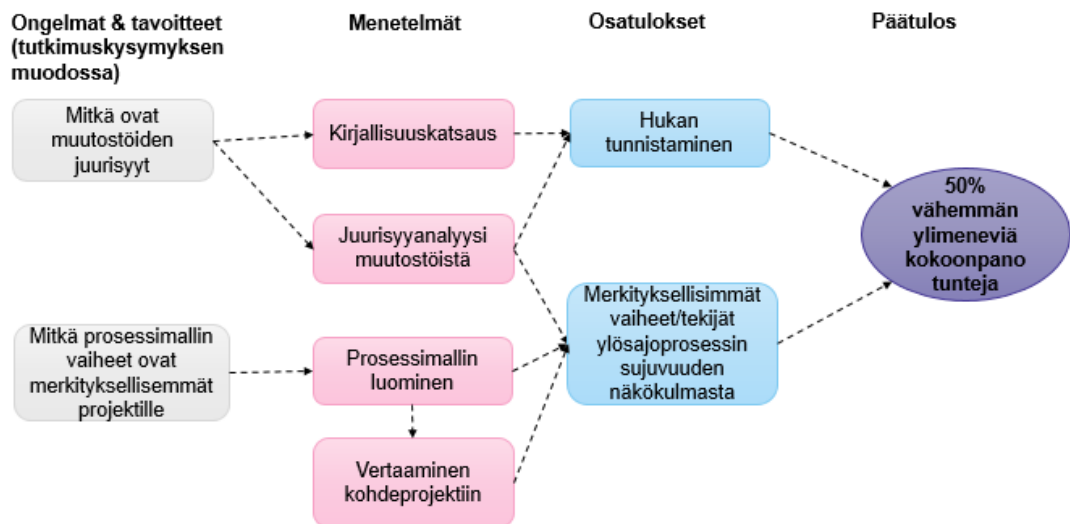 Ongelmat & tavoitteet
(tutkimuskysymyksen
muodossa)
Menetelmät
Osatulokset
Päätulos
Mitkä ovat
muutostöiden
juurisyyt
Kirjallisuuskatsaus
Hukan
tunnistaminen
Juurisyyanalyysi
muutostöistä
50%
vähemmän
ylimeneviä
kokoonpano
tunteja
Mitkä prosessimallin
vaiheet ovat
merkityksellisemmät
projektille
Prosessimallin
luominen
Merkityksellisimmät
vaiheet/tekijät
ylösajoprosessin
sujuvuuden
näkökulmasta
Vertaaminen
kohdeprojektiin